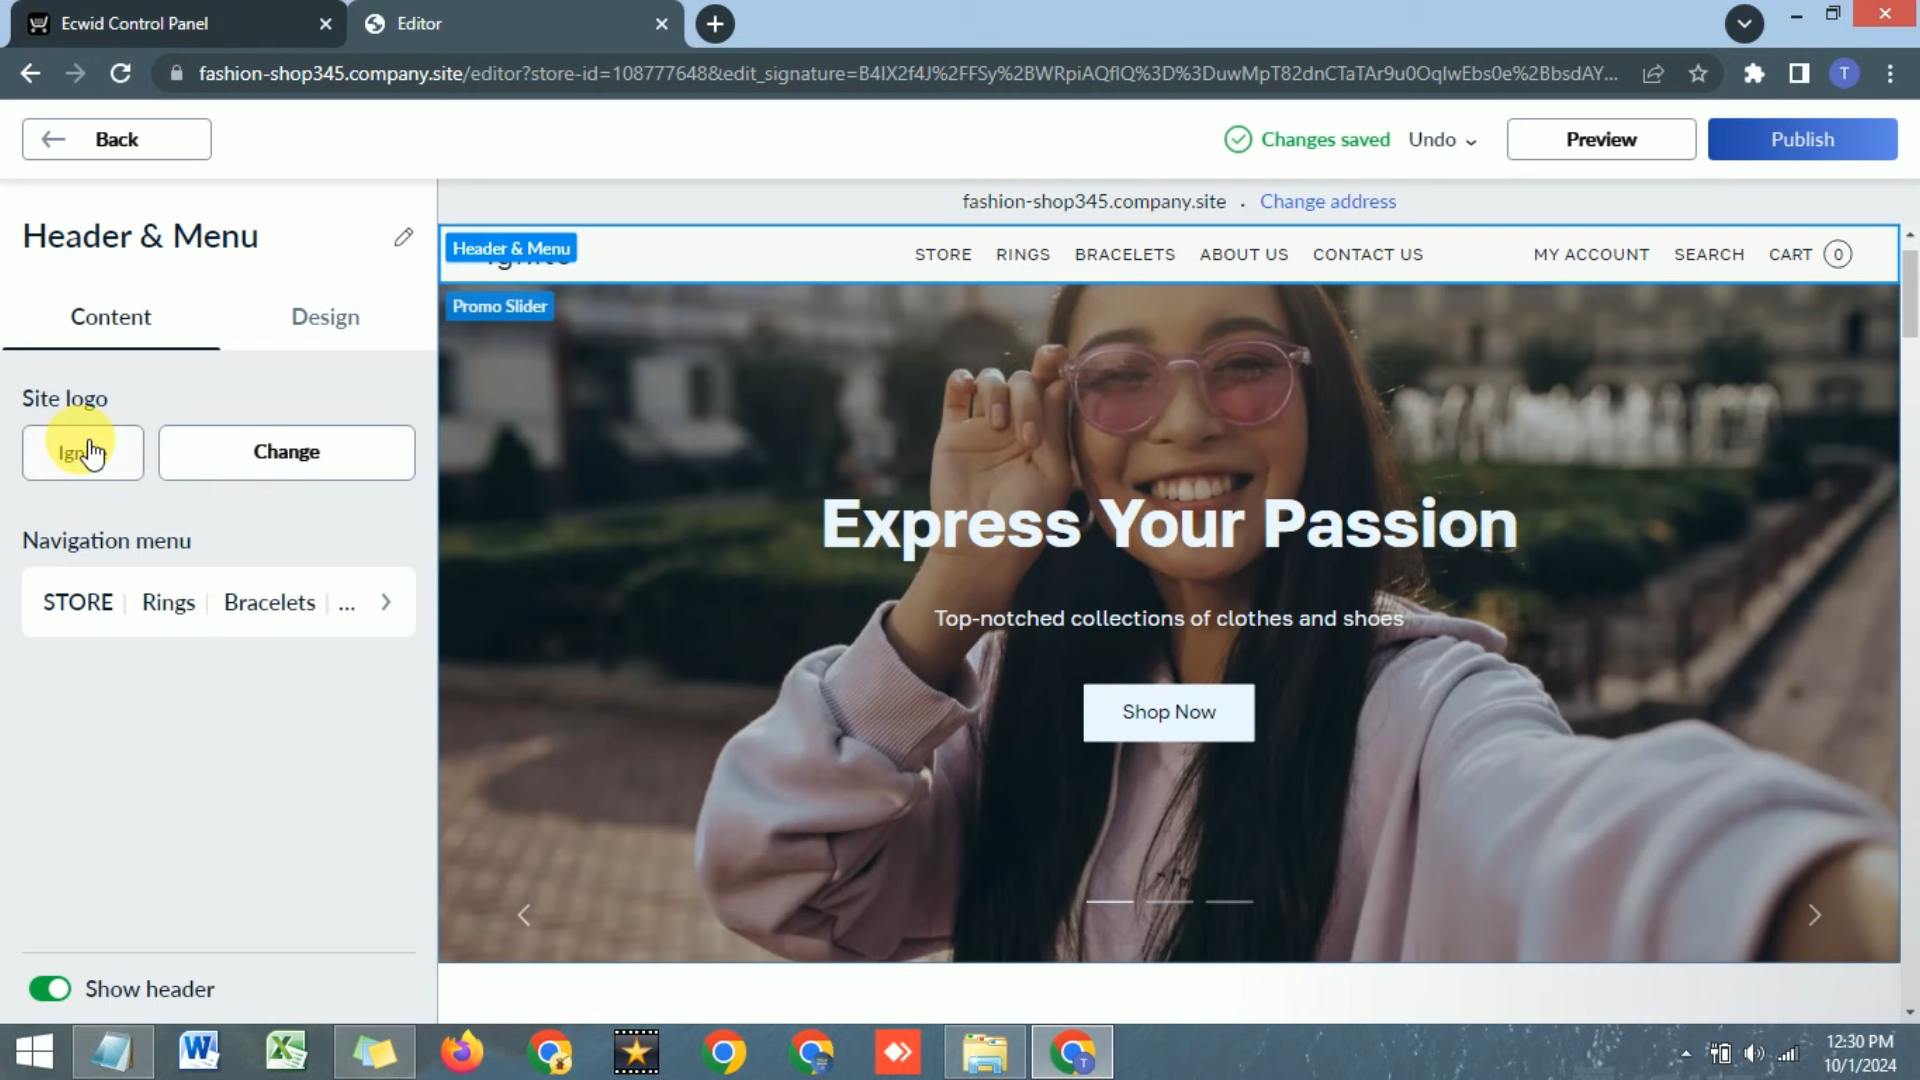 Ecwid Control Panel
Editor
fashion-shop345.company.site/editor?store-id=108777648&edit_signature=B4IX2f4J%2FFSy%2BWRpiAQflQ%3D%3DuwMpT82dnCTaTAr9u0OqIwEbs0e%2BbsdAY...
T
Back
Changes saved
Undo
Preview
Publish
fashion-shop345.company.site . Change address
Header & Menu
Header & Menu
STORE RINGS BRACELETS ABOUT US CONTACT US MY ACCOUNT SEARCH CART 0
Promo Slider
Content Design
Site logo
Change
Express Your Passion
Navigation menu
STORE Rings Bracelets ...
Top-notched collections of clothes and shoes
Shop Now
Show header
12:30 PM
10/1/2024